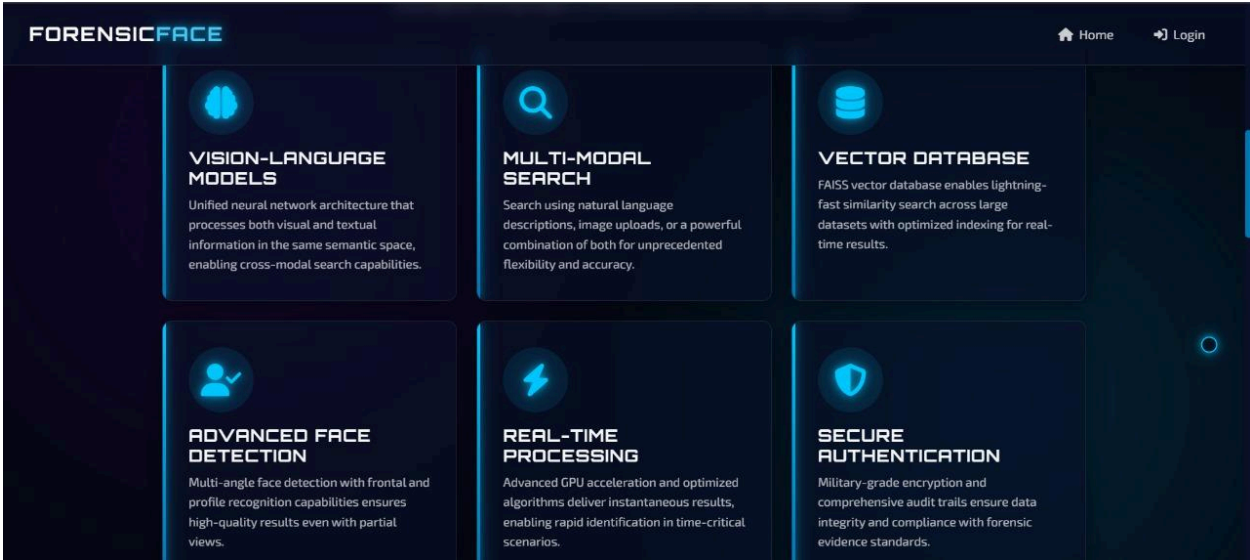 FORENSICFACE
Home
Login
VISION-LANGUAGE
MODELS
Unified neural network architecture that
processes both visual and textual
information in the same semantic space,
enabling cross-modal search capabilities.
MULTI-MODAL
SEARCH
Search using natural language
descriptions, image uploads, or a powerful
combination of both for unprecedented
flexibility and accuracy.
VECTOR DATABASE
FAISS vector database enables lightning-
fast similarity search across large
datasets with optimized indexing for real-
time results.
ADVANCED FACE
DETECTION
Multi-angle face detection with frontal and
profile recognition capabilities ensures
high-quality results even with partial
views.
REAL-TIME
PROCESSING
Advanced GPU acceleration and optimized
algorithms deliver instantaneous results,
enabling rapid identification in time-critical
scenarios.
SECURE
AUTHENTICATION
Military-grade encryption and
comprehensive audit trails ensure data
integrity and compliance with forensic
evidence standards.